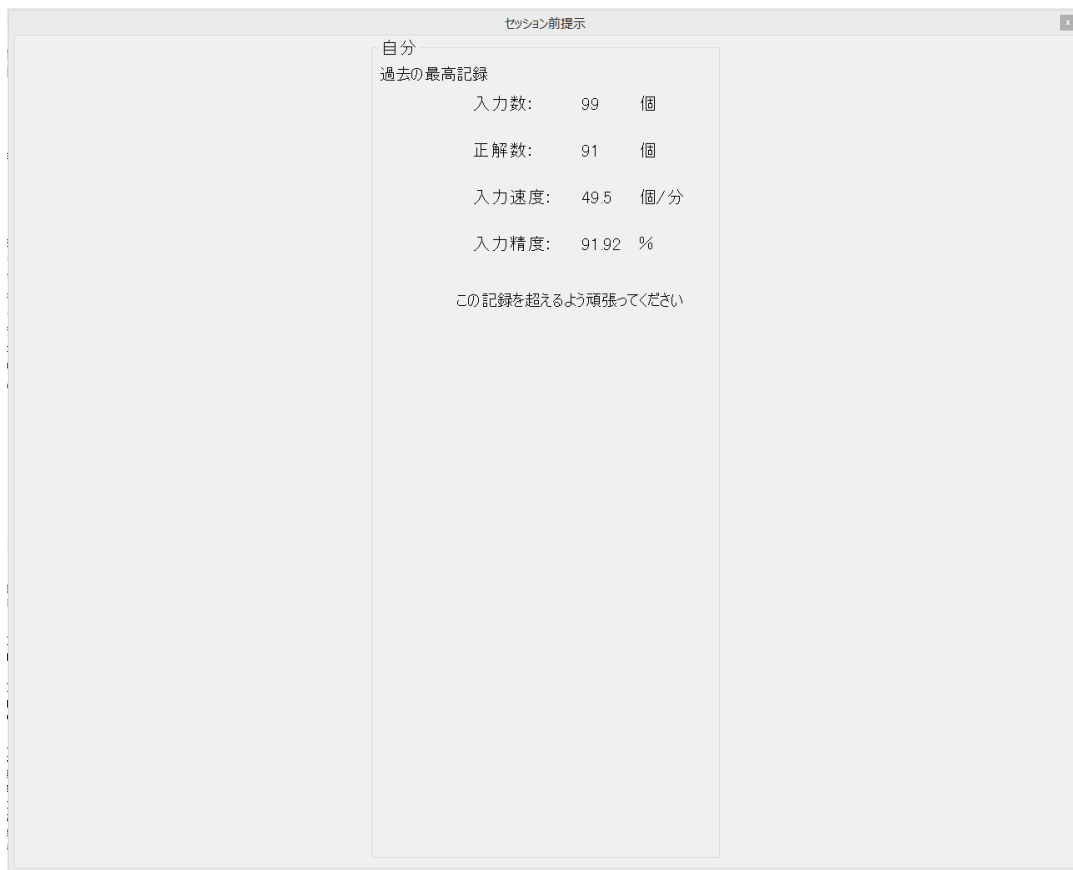 セッション前提示
x
自分
過去の最高記録
入力数: 99 個
正解数: 91 個
入力速度: 49.5 個/分
入力精度: 91.92 %
この記録を超えるよう頑張ってください